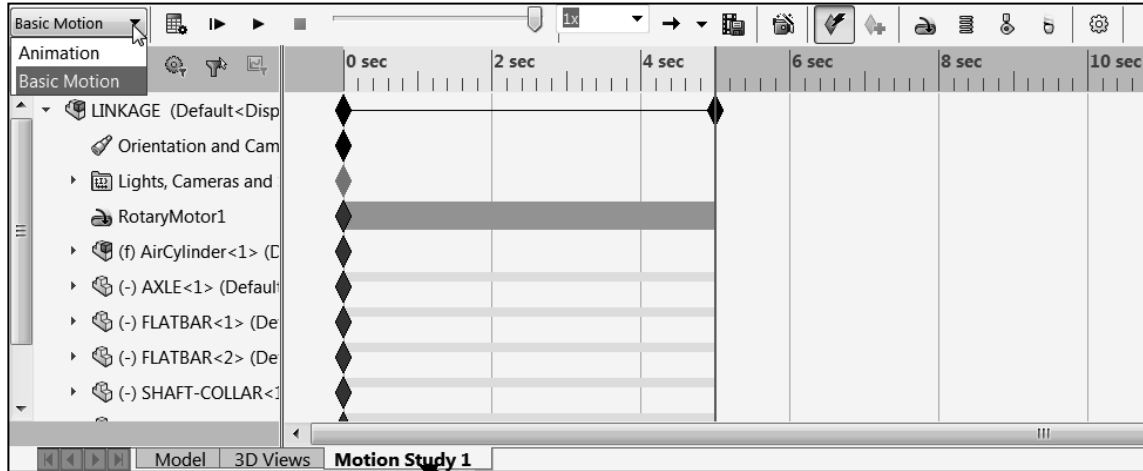 Basic Motion
1x
Animation
Basic Motion
0 sec 2 sec 4 sec 6 sec 8 sec 10 sec
LINKAGE (Default<Disp
Orientation and Cam
Lights, Cameras and
RotaryMotor1
(f) AirCylinder<1> (D
(-) AXLE<1> (Default
(-) FLATBAR<1> (De
(-) FLATBAR<2> (De
(-) SHAFT-COLLAR<1
Model 3D Views Motion Study 1